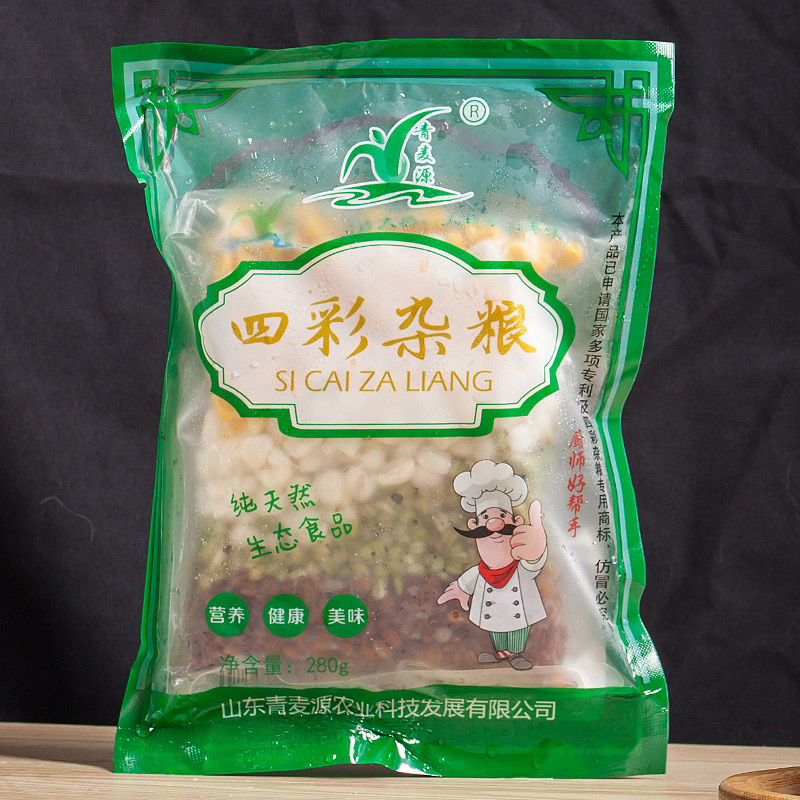 青麦源
®
四彩杂粮
SI CAI ZA LIANG
本产品已申请国家多项专利及四彩杂粮专用商标,仿冒必究
厨师好帮手
纯天然
生态食品
营养 健康 美味
净含量:280g
山东青麦源农业科技发展有限公司